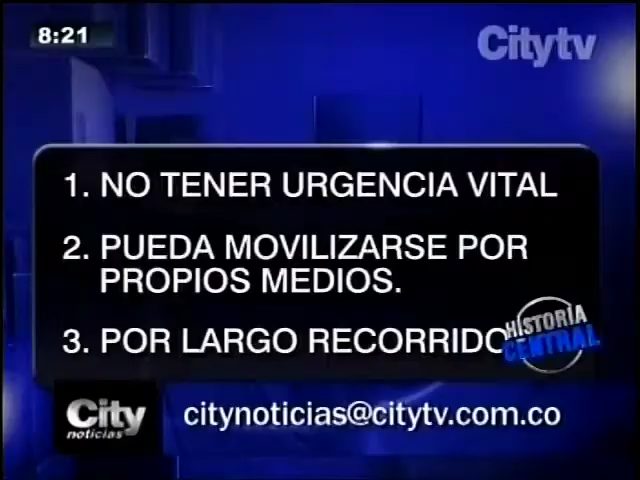 8:21
Citytv
1. NO TENER URGENCIA VITAL
2. PUEDA MOVILIZARSE POR
PROPIOS MEDIOS.
3. POR LARGO RECORRIDO
HISTORIA
CENTRAL
City
noticias
citynoticias@citytv.com.co